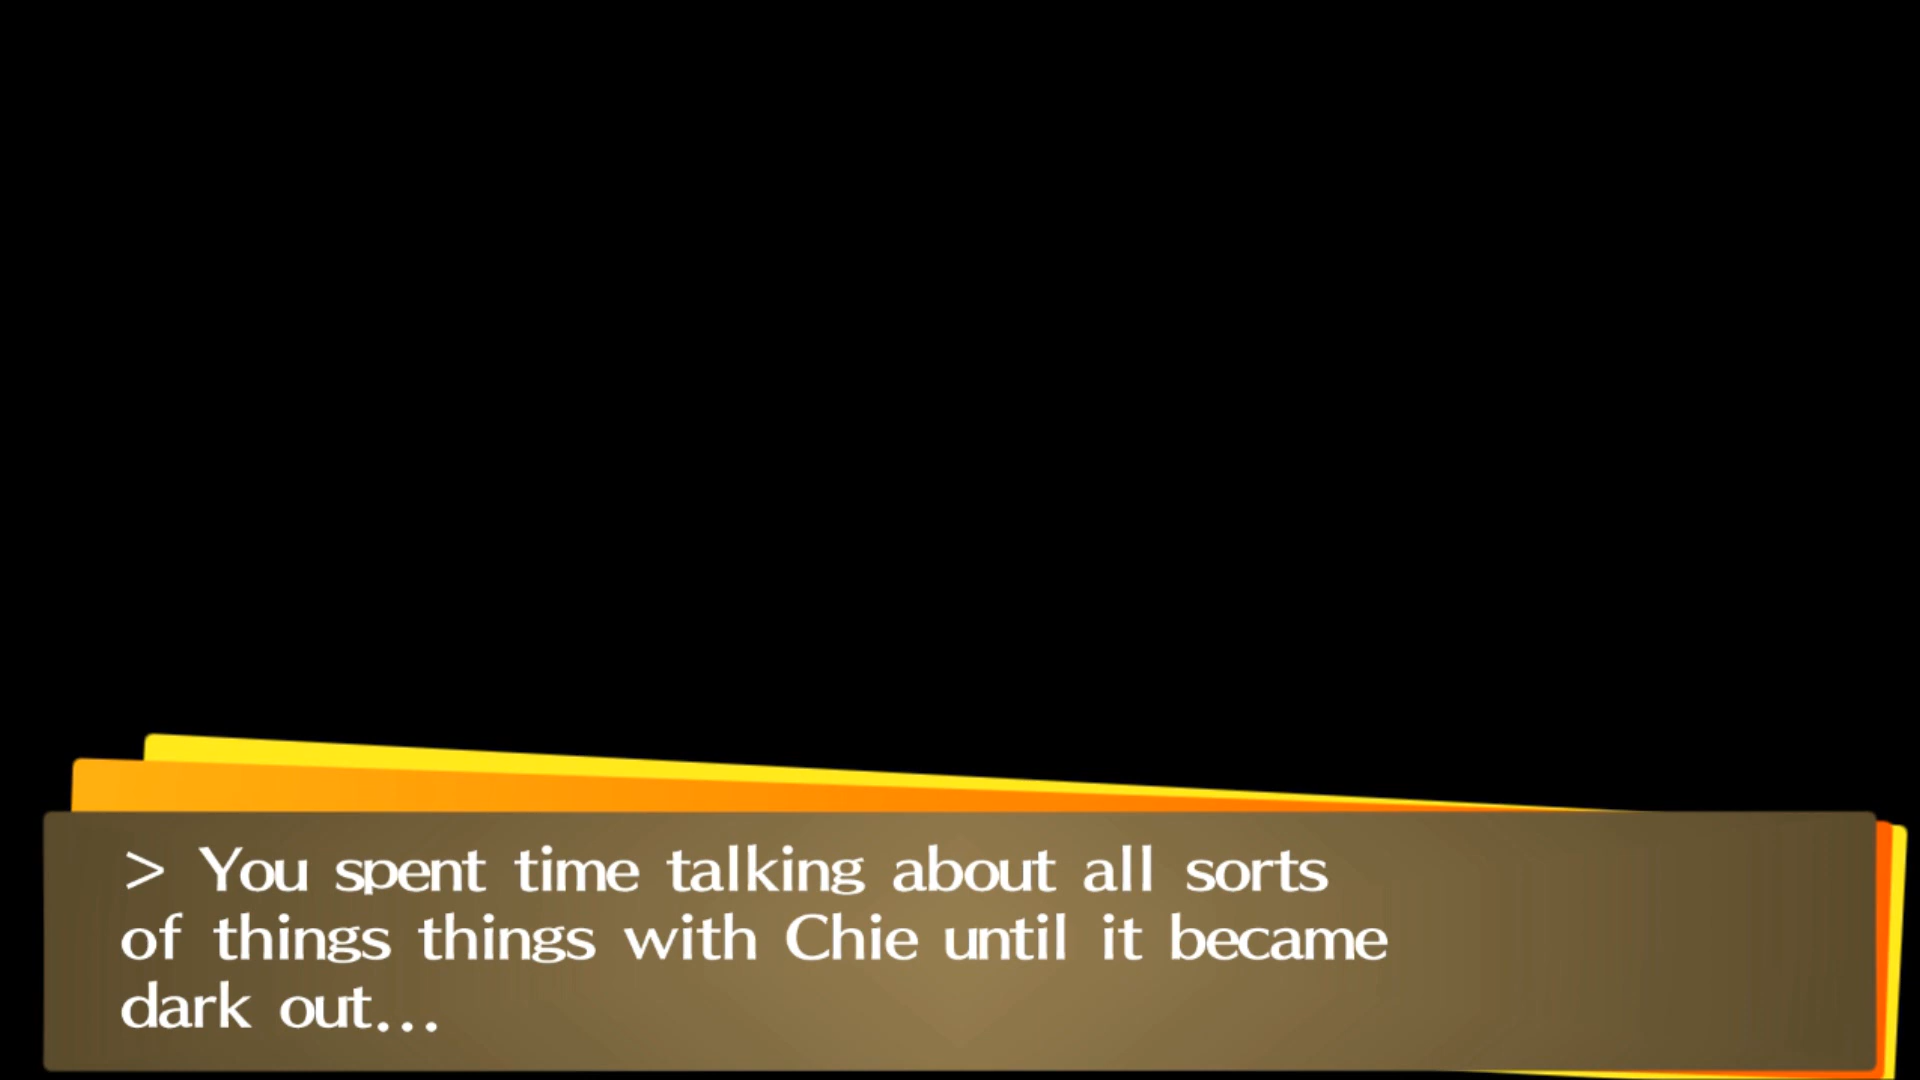 > You spent time talking about all sorts
of things things with Chie until it became
dark out...